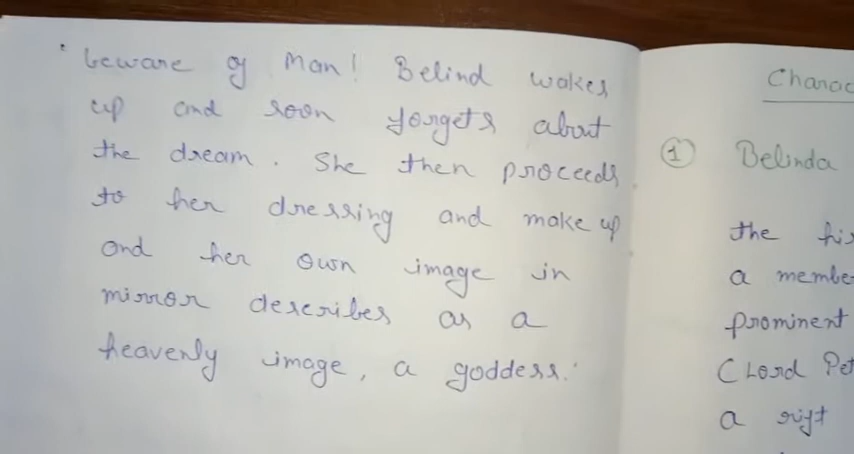 beware of Man! Belind wakes
up and soon forgets about
the dream. She then proceeds
to her dressing and make up
and her own image in
mirror describes as a
heavenly image, a goddess.
Charac
① Belinda
the his
a membe
prominent
(Lord Pet
a rift